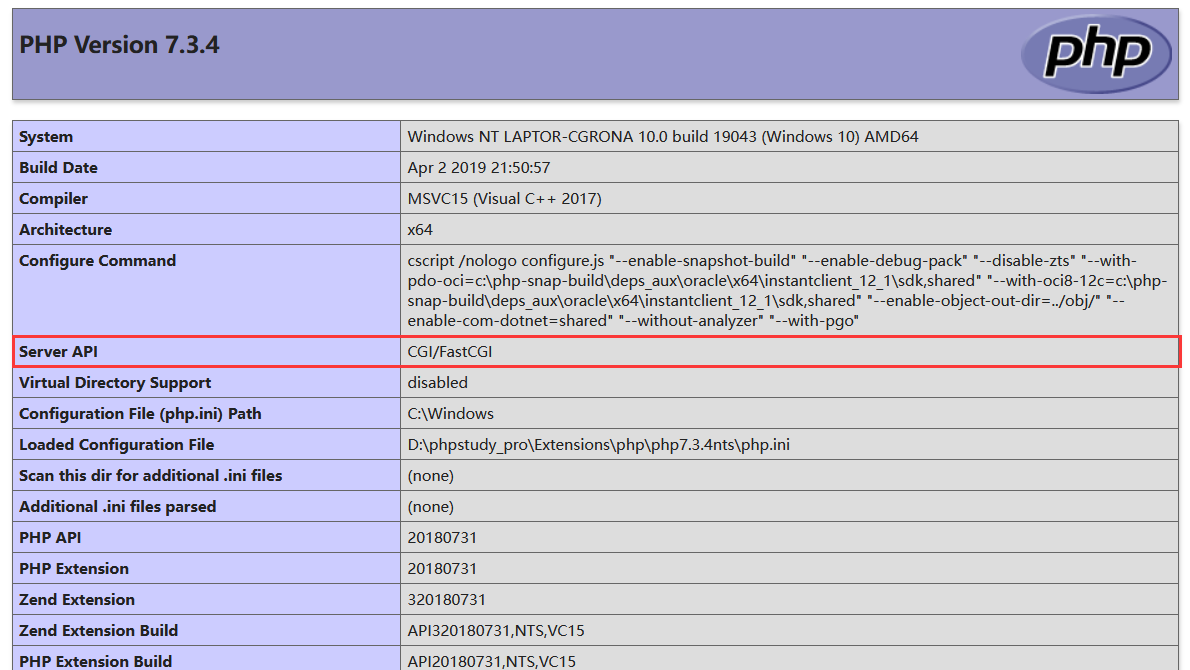 PHP Version 7.3.4
php
System Windows NT LAPTOR-CGRONA 10.0 build 19043 (Windows 10) AMD64
Build Date Apr 2 2019 21:50:57
Compiler MSVC15 (Visual C++ 2017)
Architecture x64
Configure Command cscript /nologo configure.js "--enable-snapshot-build" "--enable-debug-pack" "--disable-zts" "--with-
pdo-oci=c:\php-snap-build\deps_aux\oracle\x64\instantclient_12_1\sdk,shared" "--with-oci8-12c=c:\php-
snap-build\deps_aux\oracle\x64\instantclient_12_1\sdk,shared" "--enable-object-out-dir=../obj/" "--
enable-com-dotnet=shared" "--without-analyzer" "--with-pgo"
Server API CGI/FastCGI
Virtual Directory Support disabled
Configuration File (php.ini) Path C:\Windows
Loaded Configuration File D:\phpstudy_pro\Extensions\php\php7.3.4nts\php.ini
Scan this dir for additional .ini files (none)
Additional .ini files parsed (none)
PHP API 20180731
PHP Extension 20180731
Zend Extension 320180731
Zend Extension Build API320180731,NTS,VC15
PHP Extension Build API20180731,NTS,VC15